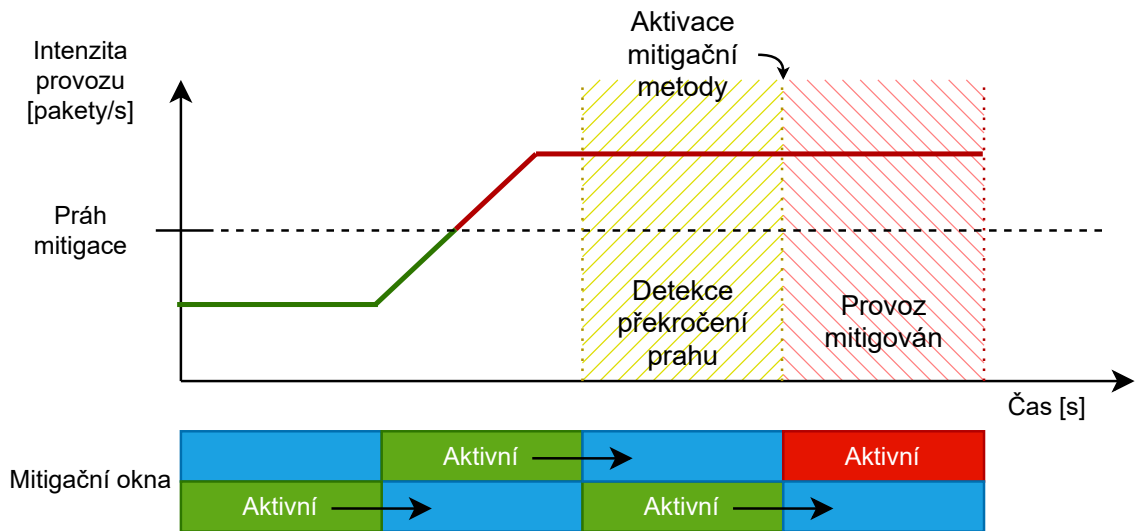 Intenzita
provozu
[pakety/s]
Aktivace
mitigační
metody
Práh
mitigace
Detekce
překročení
prahu
Provoz
mitigován
Čas [s]
Mitigační okna
Aktivní
Aktivní
Aktivní
Aktivní